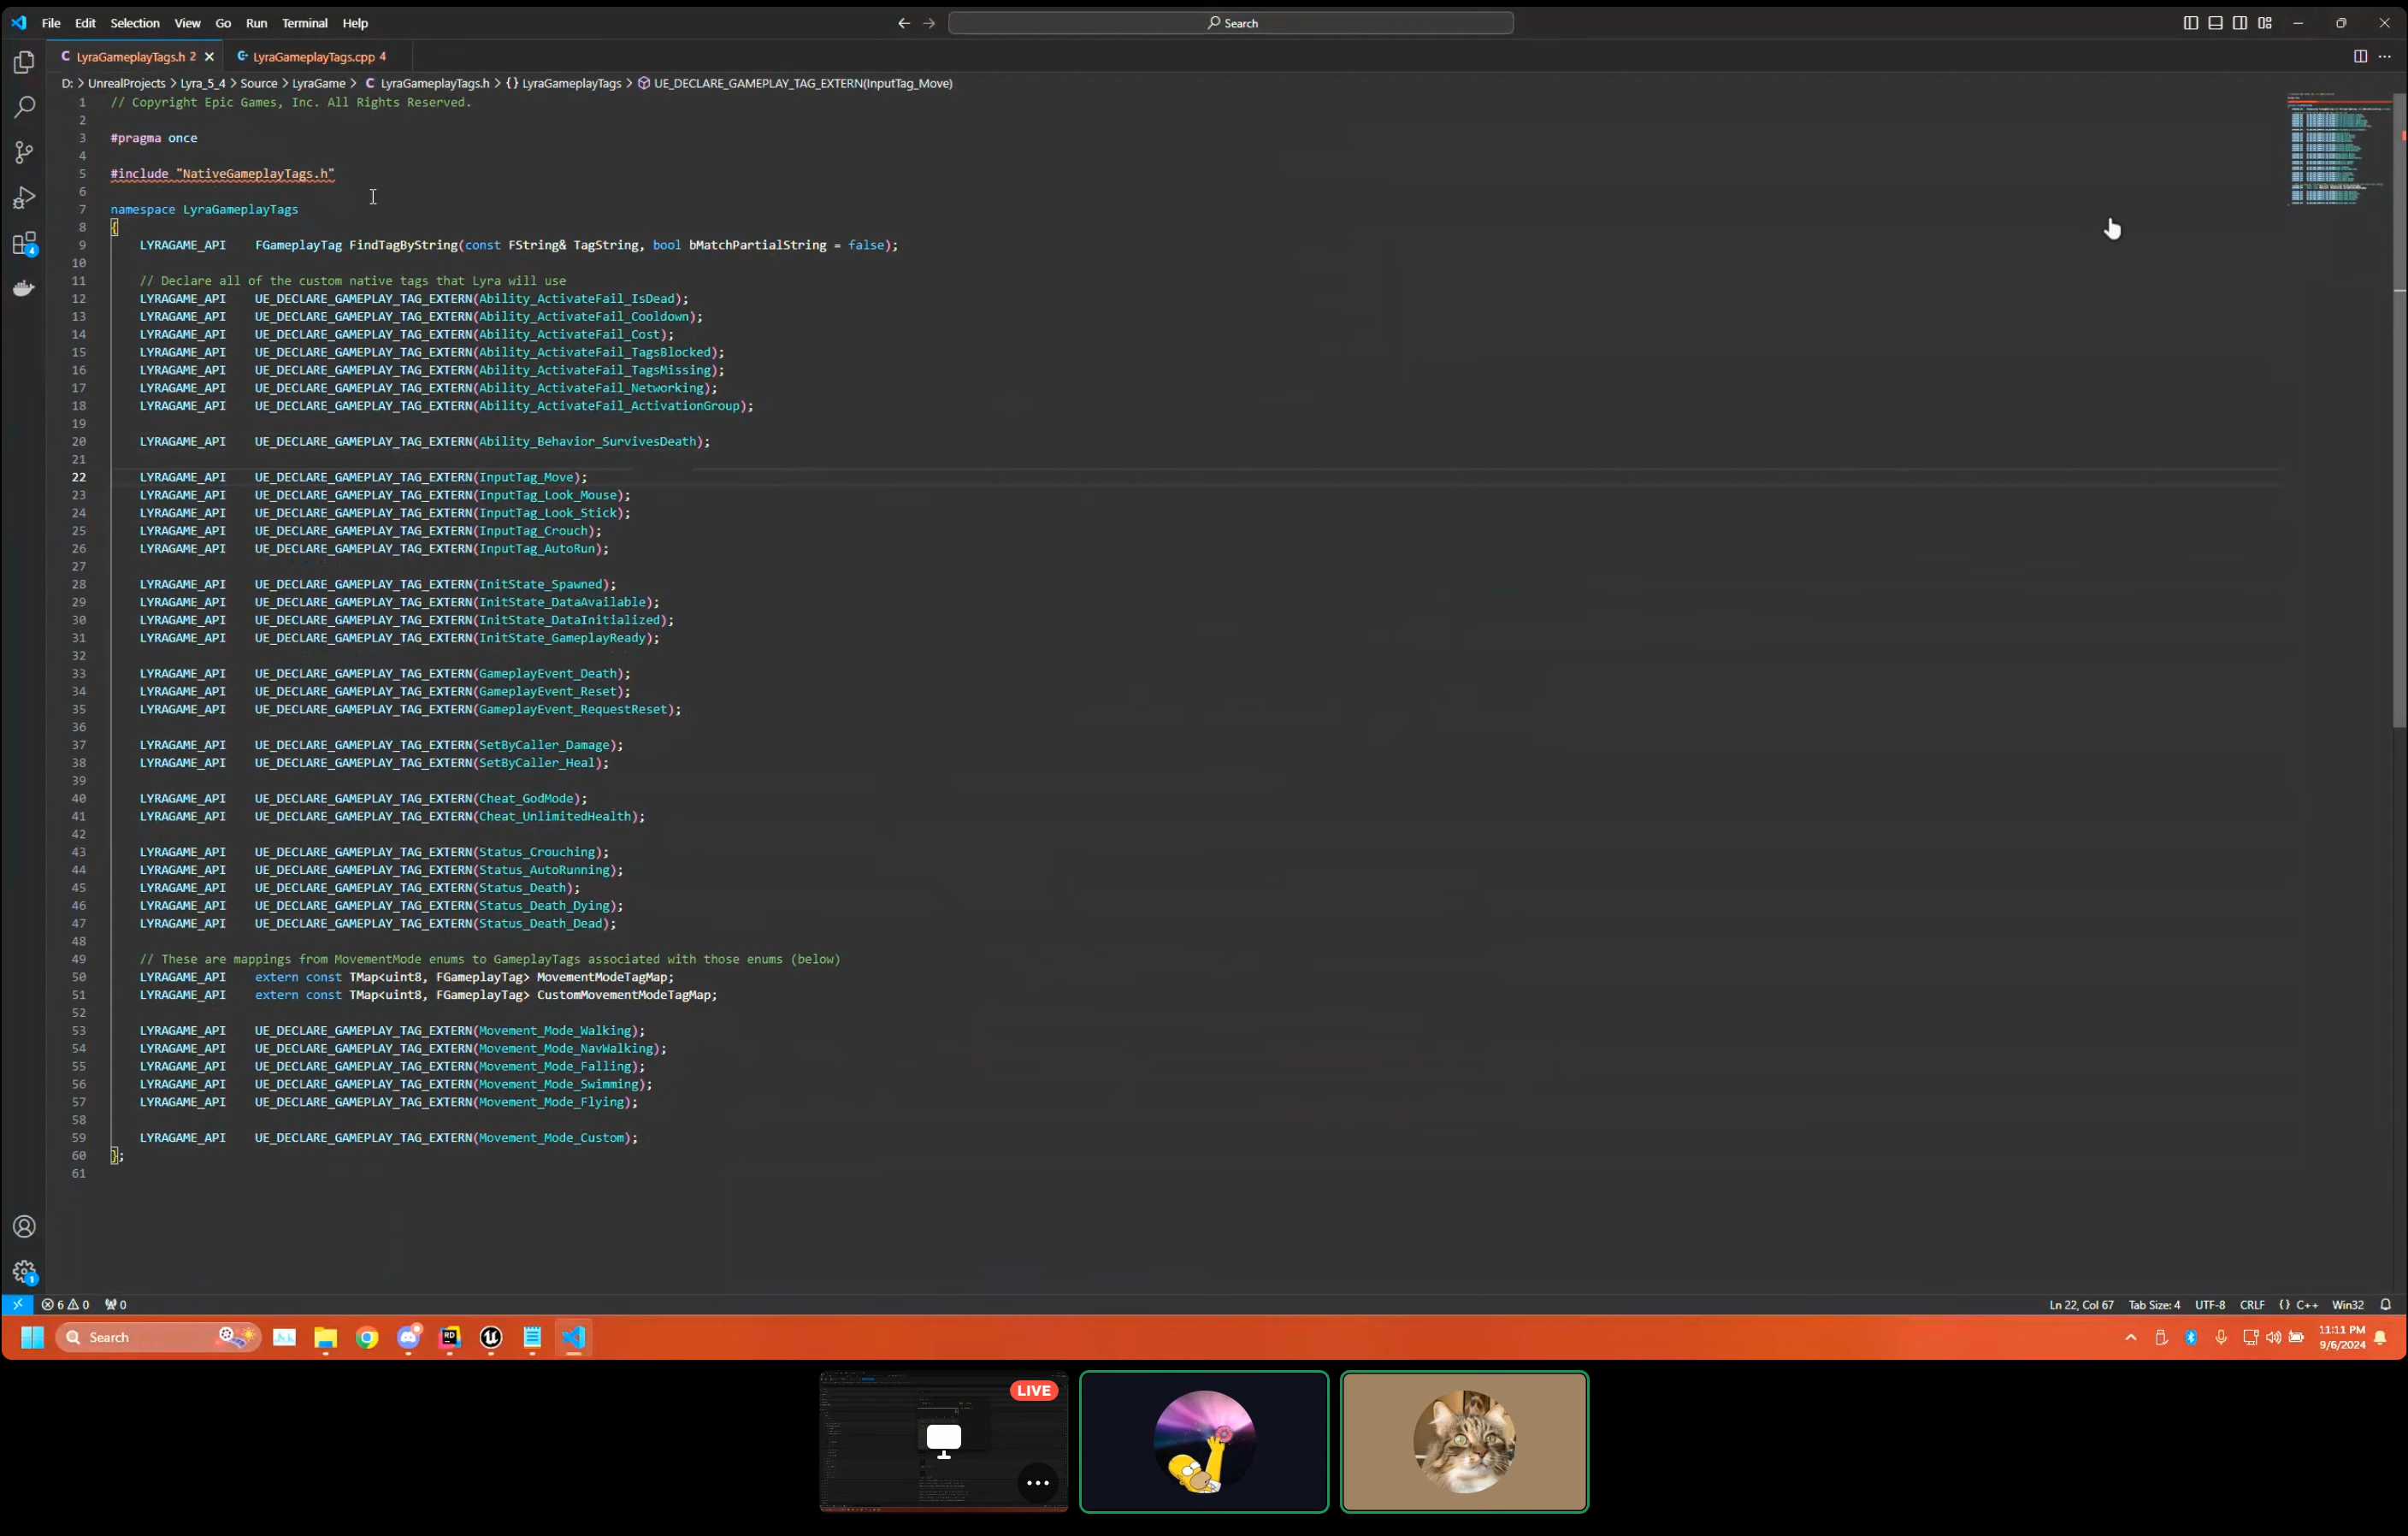 File Edit Selection View Go Run Terminal Help
Search
LyraGameplayTags.h 2
LyraGameplayTags.cpp 4
D: > UnrealProjects > Lyra_5_4 > Source > LyraGame > C LyraGameplayTags.h > {} LyraGameplayTags > UE_DECLARE_GAMEPLAY_TAG_EXTERN(InputTag_Move)
1 // Copyright Epic Games, Inc. All Rights Reserved.
2
3 #pragma once
4
5 #include "NativeGameplayTags.h"
6
7 namespace LyraGameplayTags
8 {
9 LYRAGAME_API FGameplayTag FindTagByString(const FString& TagString, bool bMatchPartialString = false);
10
11 // Declare all of the custom native tags that Lyra will use
12 LYRAGAME_API UE_DECLARE_GAMEPLAY_TAG_EXTERN(Ability_ActivateFail_IsDead);
13 LYRAGAME_API UE_DECLARE_GAMEPLAY_TAG_EXTERN(Ability_ActivateFail_Cooldown);
14 LYRAGAME_API UE_DECLARE_GAMEPLAY_TAG_EXTERN(Ability_ActivateFail_Cost);
15 LYRAGAME_API UE_DECLARE_GAMEPLAY_TAG_EXTERN(Ability_ActivateFail_TagsBlocked);
16 LYRAGAME_API UE_DECLARE_GAMEPLAY_TAG_EXTERN(Ability_ActivateFail_TagsMissing);
17 LYRAGAME_API UE_DECLARE_GAMEPLAY_TAG_EXTERN(Ability_ActivateFail_Networking);
18 LYRAGAME_API UE_DECLARE_GAMEPLAY_TAG_EXTERN(Ability_ActivateFail_ActivationGroup);
19
20 LYRAGAME_API UE_DECLARE_GAMEPLAY_TAG_EXTERN(Ability_Behavior_SurvivesDeath);
21
22 LYRAGAME_API UE_DECLARE_GAMEPLAY_TAG_EXTERN(InputTag_Move);
23 LYRAGAME_API UE_DECLARE_GAMEPLAY_TAG_EXTERN(InputTag_Look_Mouse);
24 LYRAGAME_API UE_DECLARE_GAMEPLAY_TAG_EXTERN(InputTag_Look_Stick);
25 LYRAGAME_API UE_DECLARE_GAMEPLAY_TAG_EXTERN(InputTag_Crouch);
26 LYRAGAME_API UE_DECLARE_GAMEPLAY_TAG_EXTERN(InputTag_AutoRun);
27
28 LYRAGAME_API UE_DECLARE_GAMEPLAY_TAG_EXTERN(InitState_Spawned);
29 LYRAGAME_API UE_DECLARE_GAMEPLAY_TAG_EXTERN(InitState_DataAvailable);
30 LYRAGAME_API UE_DECLARE_GAMEPLAY_TAG_EXTERN(InitState_DataInitialized);
31 LYRAGAME_API UE_DECLARE_GAMEPLAY_TAG_EXTERN(InitState_GameplayReady);
32
33 LYRAGAME_API UE_DECLARE_GAMEPLAY_TAG_EXTERN(GameplayEvent_Death);
34 LYRAGAME_API UE_DECLARE_GAMEPLAY_TAG_EXTERN(GameplayEvent_Reset);
35 LYRAGAME_API UE_DECLARE_GAMEPLAY_TAG_EXTERN(GameplayEvent_RequestReset);
36
37 LYRAGAME_API UE_DECLARE_GAMEPLAY_TAG_EXTERN(SetByCaller_Damage);
38 LYRAGAME_API UE_DECLARE_GAMEPLAY_TAG_EXTERN(SetByCaller_Heal);
39
40 LYRAGAME_API UE_DECLARE_GAMEPLAY_TAG_EXTERN(Cheat_GodMode);
41 LYRAGAME_API UE_DECLARE_GAMEPLAY_TAG_EXTERN(Cheat_UnlimitedHealth);
42
43 LYRAGAME_API UE_DECLARE_GAMEPLAY_TAG_EXTERN(Status_Crouching);
44 LYRAGAME_API UE_DECLARE_GAMEPLAY_TAG_EXTERN(Status_AutoRunning);
45 LYRAGAME_API UE_DECLARE_GAMEPLAY_TAG_EXTERN(Status_Death);
46 LYRAGAME_API UE_DECLARE_GAMEPLAY_TAG_EXTERN(Status_Death_Dying);
47 LYRAGAME_API UE_DECLARE_GAMEPLAY_TAG_EXTERN(Status_Death_Dead);
48
49 // These are mappings from MovementMode enums to GameplayTags associated with those enums (below)
50 LYRAGAME_API extern const TMap<uint8, FGameplayTag> MovementModeTagMap;
51 LYRAGAME_API extern const TMap<uint8, FGameplayTag> CustomMovementModeTagMap;
52
53 LYRAGAME_API UE_DECLARE_GAMEPLAY_TAG_EXTERN(Movement_Mode_Walking);
54 LYRAGAME_API UE_DECLARE_GAMEPLAY_TAG_EXTERN(Movement_Mode_NavWalking);
55 LYRAGAME_API UE_DECLARE_GAMEPLAY_TAG_EXTERN(Movement_Mode_Falling);
56 LYRAGAME_API UE_DECLARE_GAMEPLAY_TAG_EXTERN(Movement_Mode_Swimming);
57 LYRAGAME_API UE_DECLARE_GAMEPLAY_TAG_EXTERN(Movement_Mode_Flying);
58
59 LYRAGAME_API UE_DECLARE_GAMEPLAY_TAG_EXTERN(Movement_Mode_Custom);
60 };
61
4
1
6 0 0
Ln 22, Col 67 Tab Size: 4 UTF-8 CRLF {} C++ Win32
Search
RD
11:11 PM
9/6/2024
LIVE